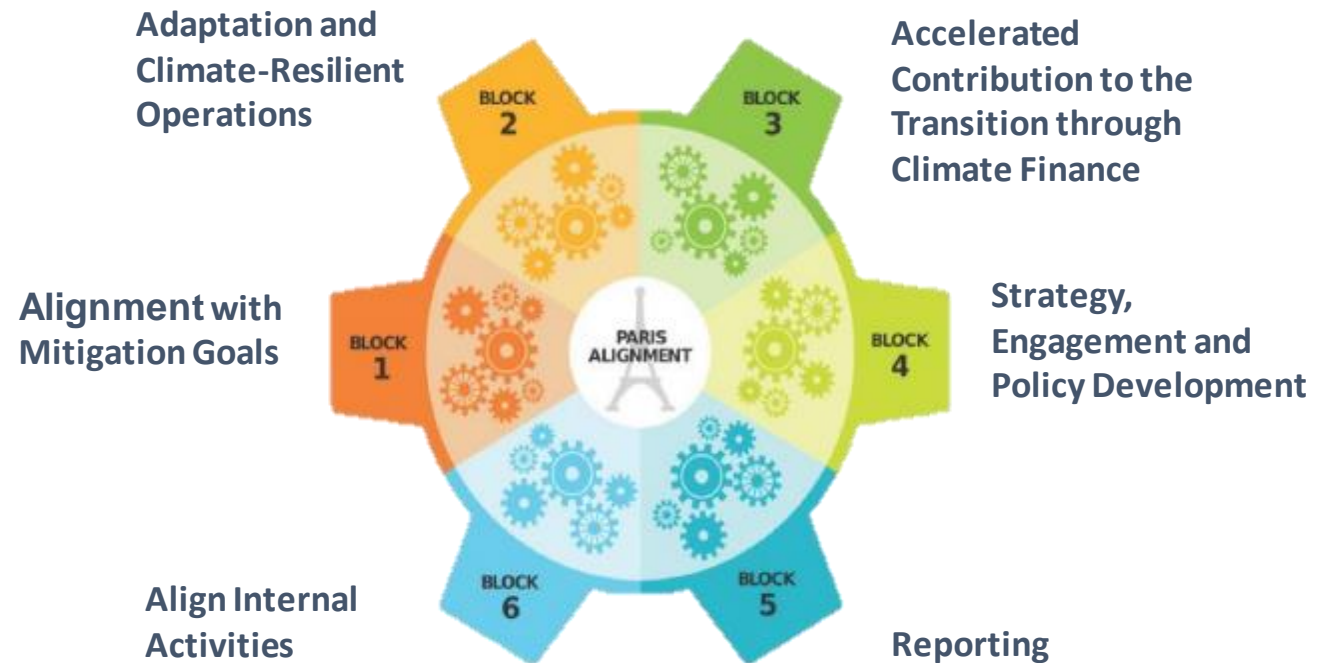 Adaptation and
Climate-Resilient
Operations
BLOCK
2
BLOCK
3
Accelerated
Contribution to the
Transition through
Climate Finance
Alignment with
Mitigation Goals
BLOCK
1
PARIS
ALIGNMENT
BLOCK
4
Strategy,
Engagement and
Policy Development
Align Internal
Activities
BLOCK
6
BLOCK
5
Reporting